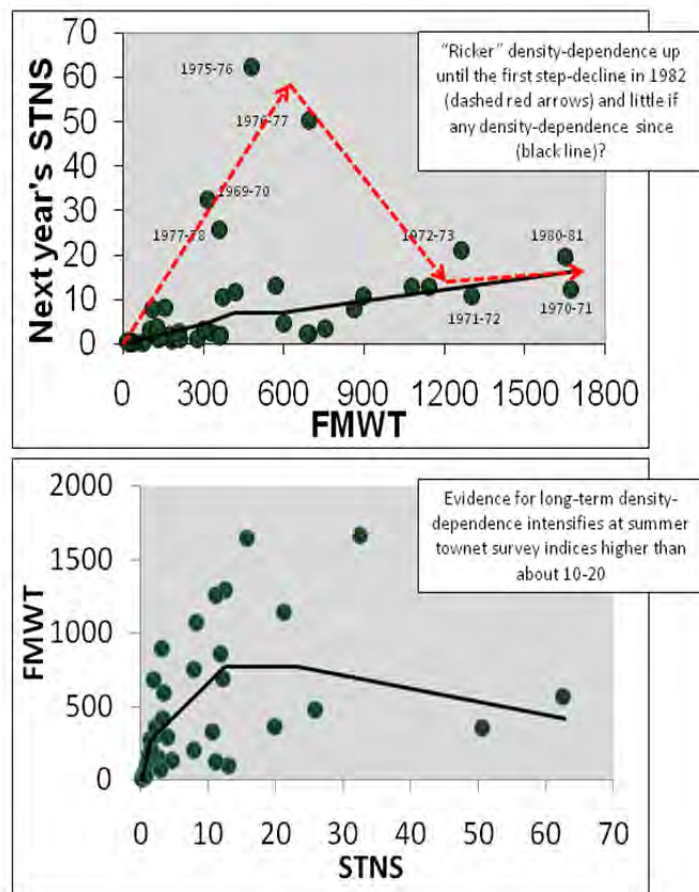 70
60
50
40
30
20
10
0
Next year's STNS
1975-76
1976-77
1969-70
1977-78
1972-73
1980-81
1971-72
1970-71
"Ricker" density-dependence up
until the first step-decline in 1982
(dashed red arrows) and little if
any density-dependence since
(black line)?
0 300 600 900 1200 1500 1800
FMWT
2000
1500
1000
500
0
FMWT
Evidence for long-term density-
dependence intensifies at summer
townet survey indices higher than
about 10-20
0 10 20 30 40 50 60 70
STNS